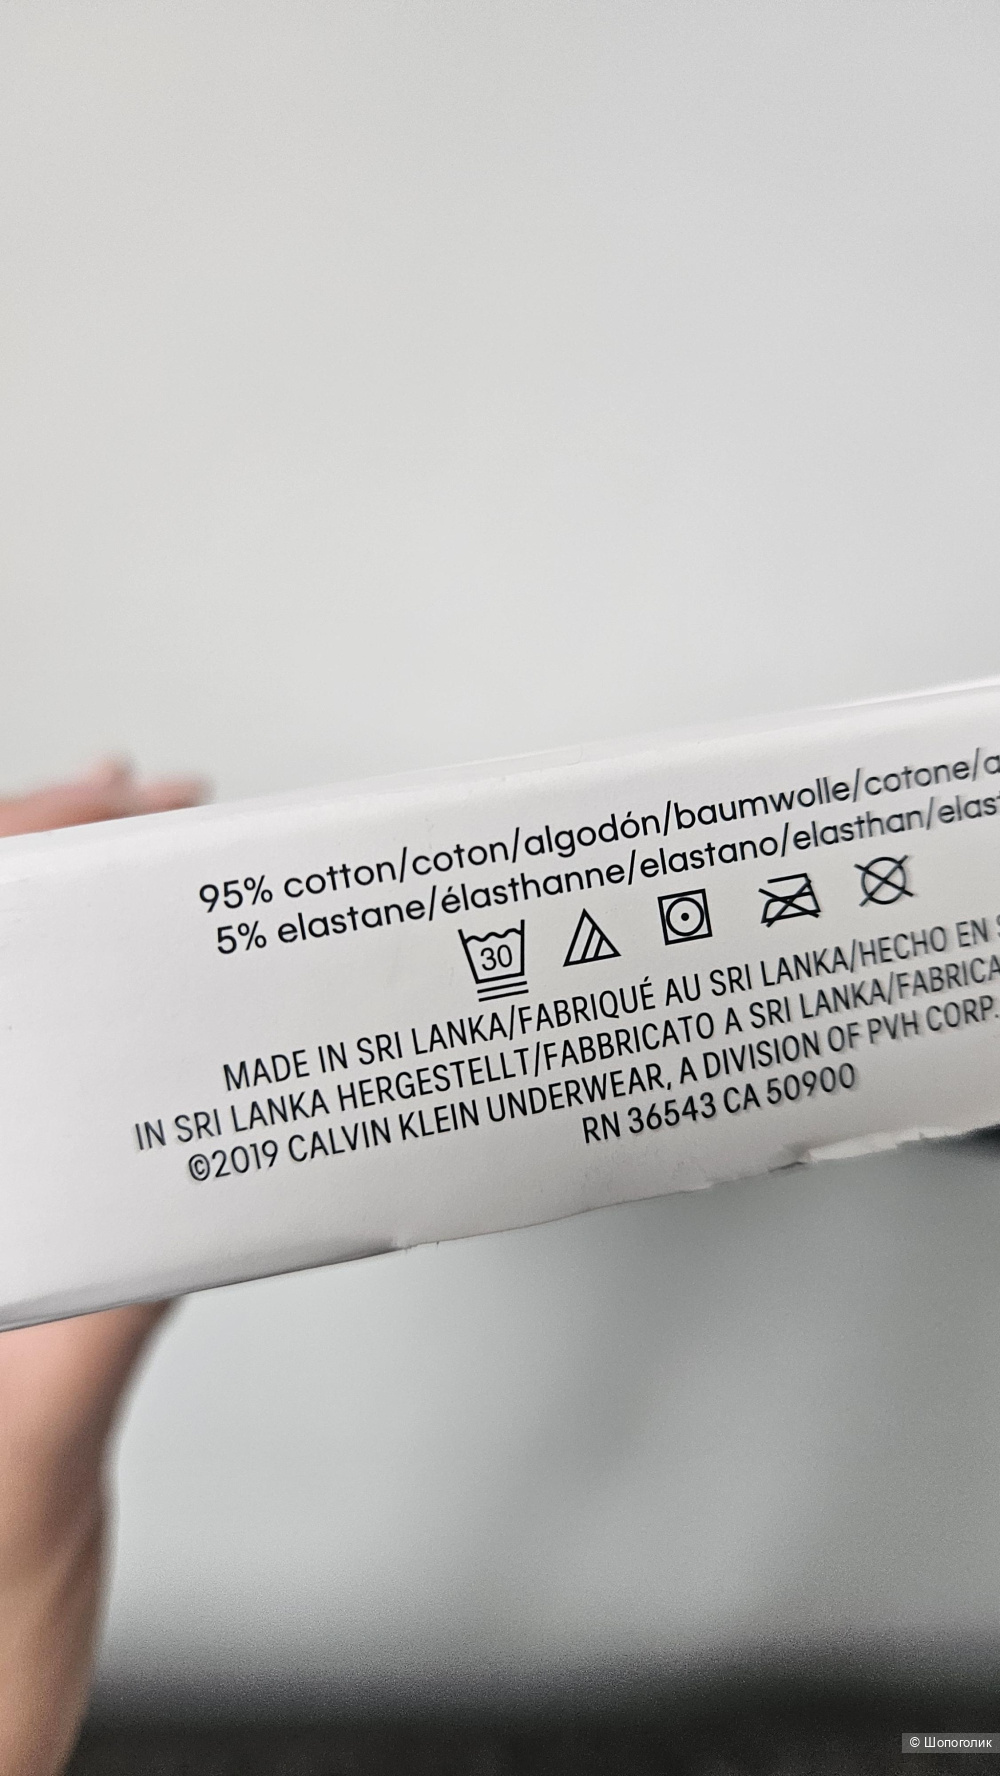 95% cotton/coton/algodón/baumwolle/cotone/a
5% elastane/élasthanne/elastano/elasthan/elast
30
MADE IN SRI LANKA/FABRIQUÉ AU SRI LANKA/HECHO EN S
IN SRI LANKA HERGESTELLT/FABBRICATO A SRI LANKA/FABRICA
©2019 CALVIN KLEIN UNDERWEAR, A DIVISION OF PVH CORP.
RN 36543 CA 50900
© Шопоголик